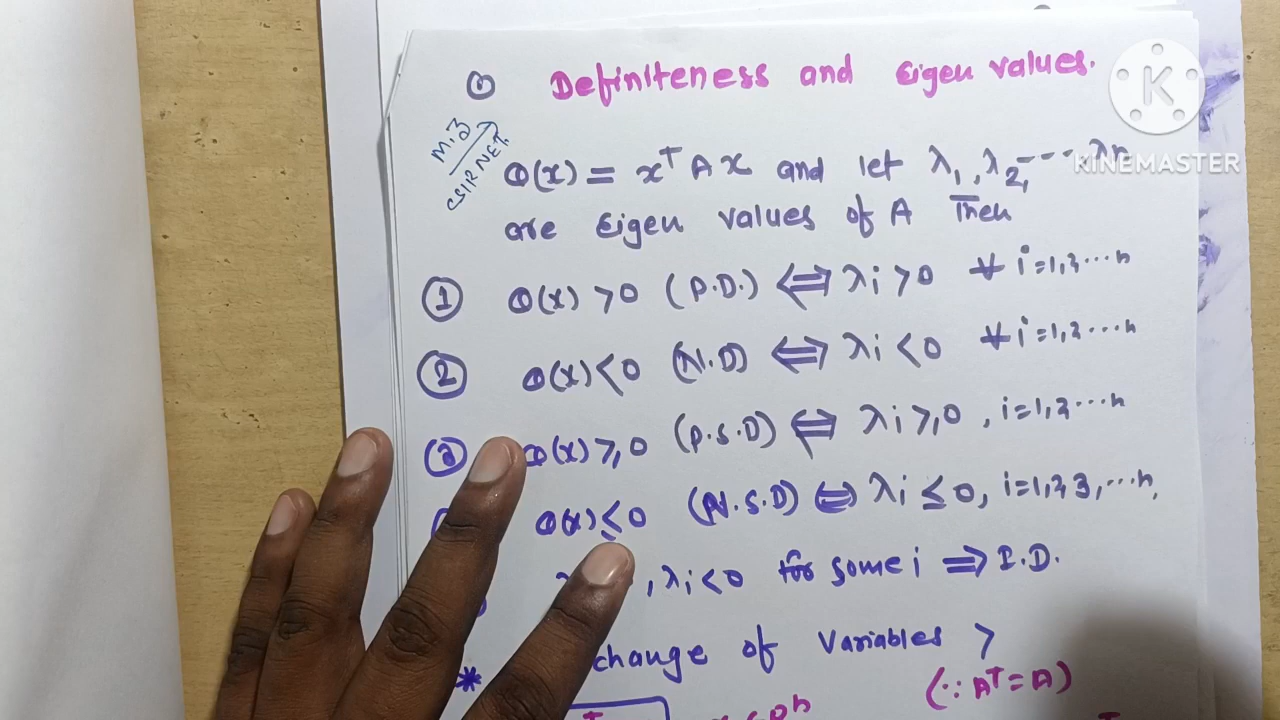 Definiteness and Eigen values.
M.Z
CSIR NET
K
KINEMASTER
Q(x) = xᵀ A x and let λ₁, λ₂, --- λn
are Eigen values of A Then
① Q(x) > 0 (P.D.) ⟺ λi > 0 ∀ i=1,2...n
② Q(x) < 0 (N.D) ⟺ λi < 0 ∀ i=1,2...n
③ Q(x) ≥ 0 (P.S.D) ⟺ λi ≥ 0, i=1,2...n
Q(x) ≤ 0 (N.S.D) ⟺ λi ≤ 0, i=1,2,3,...n,
, λi < 0 for some i ⟹ I.D.
* change of Variables >
(∵ Aᵀ = A)